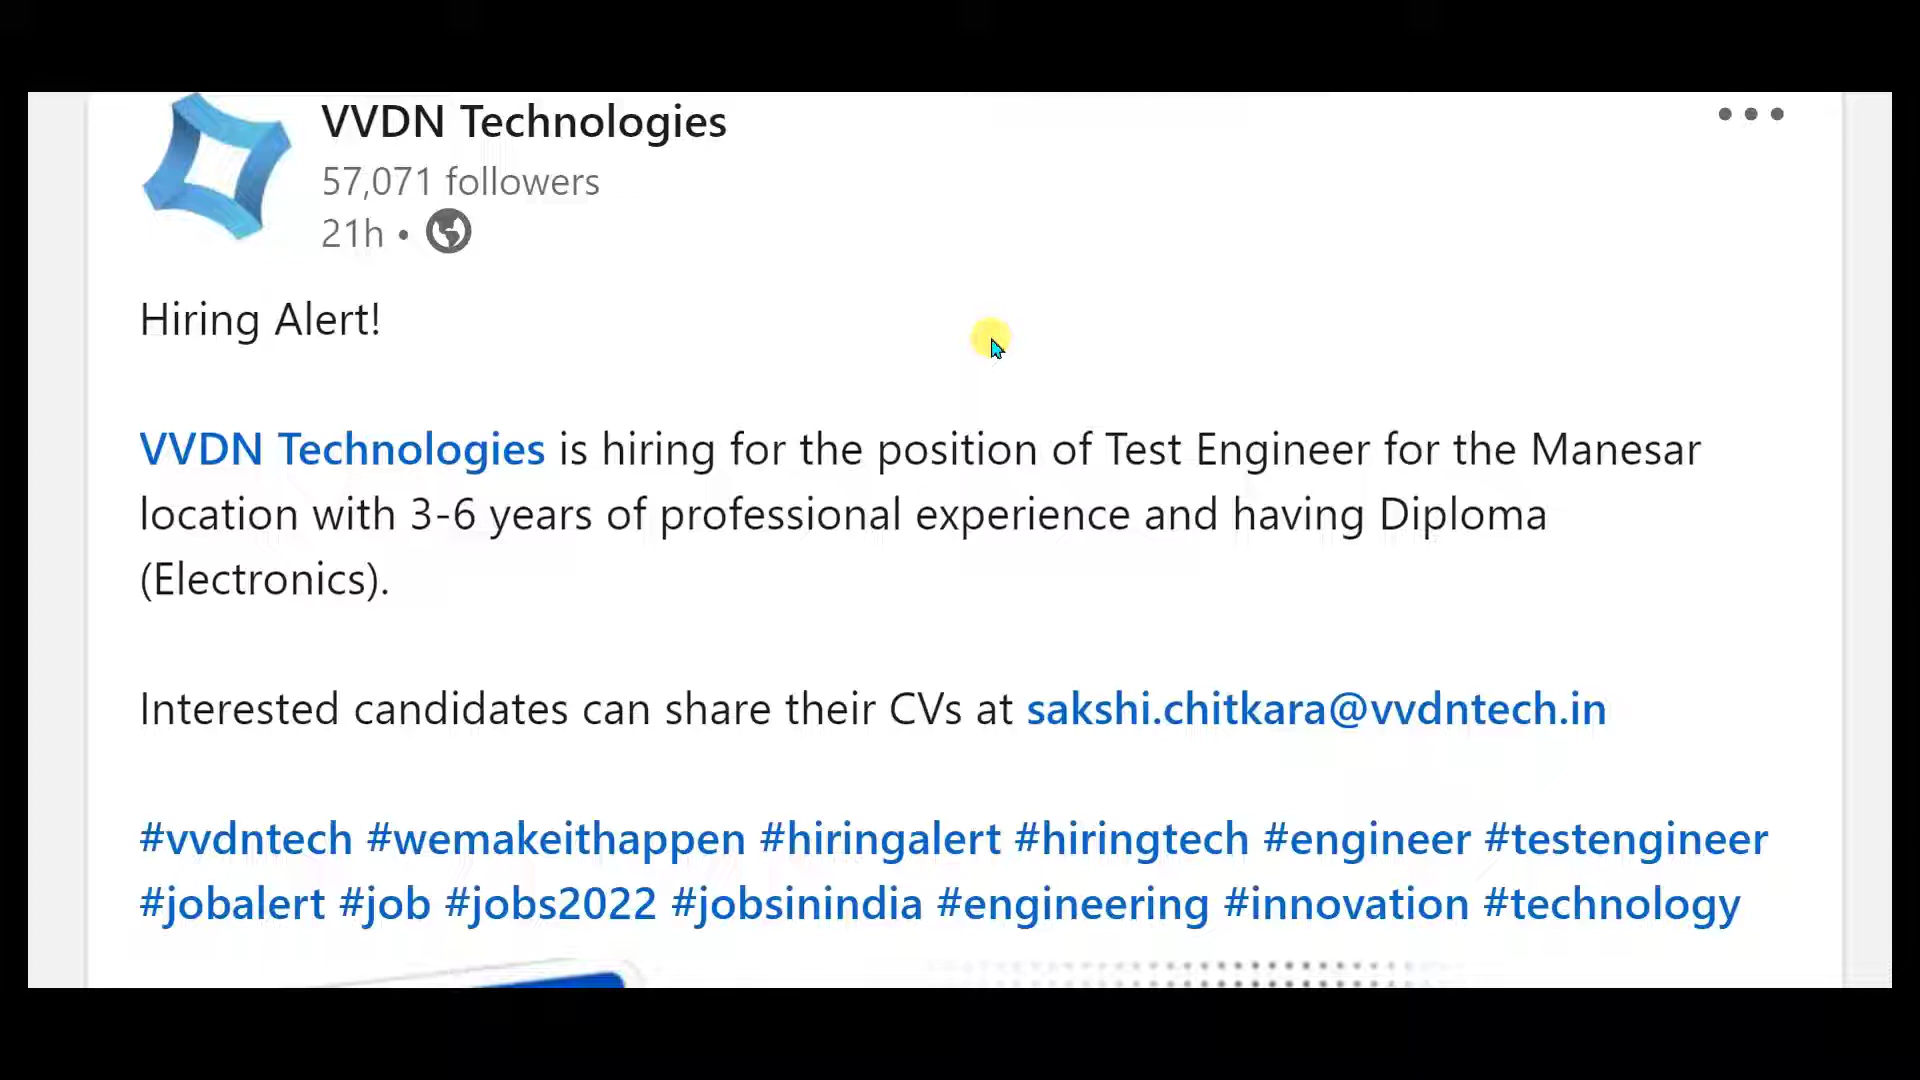 VVDN Technologies
57,071 followers
21h •
Hiring Alert!
VVDN Technologies is hiring for the position of Test Engineer for the Manesar
location with 3-6 years of professional experience and having Diploma
(Electronics).
Interested candidates can share their CVs at sakshi.chitkara@vvdntech.in
#vvdntech #wemakeithappen #hiringalert #hiringtech #engineer #testengineer
#jobalert #job #jobs2022 #jobsinindia #engineering #innovation #technology